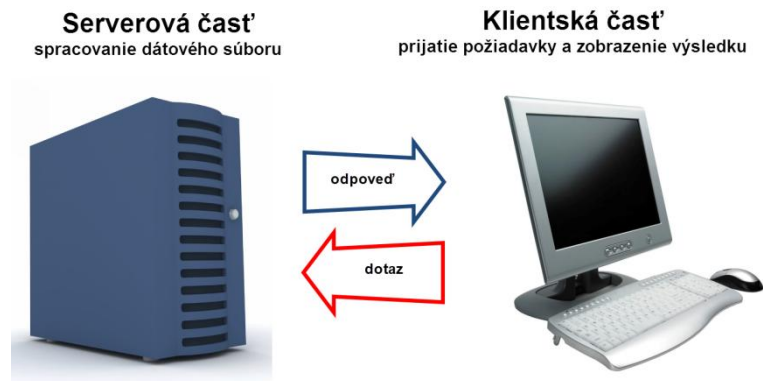 Serverová časť
spracovanie dátového súboru
Klientská časť
prijatie požiadavky a zobrazenie výsledku
odpoveď
dotaz